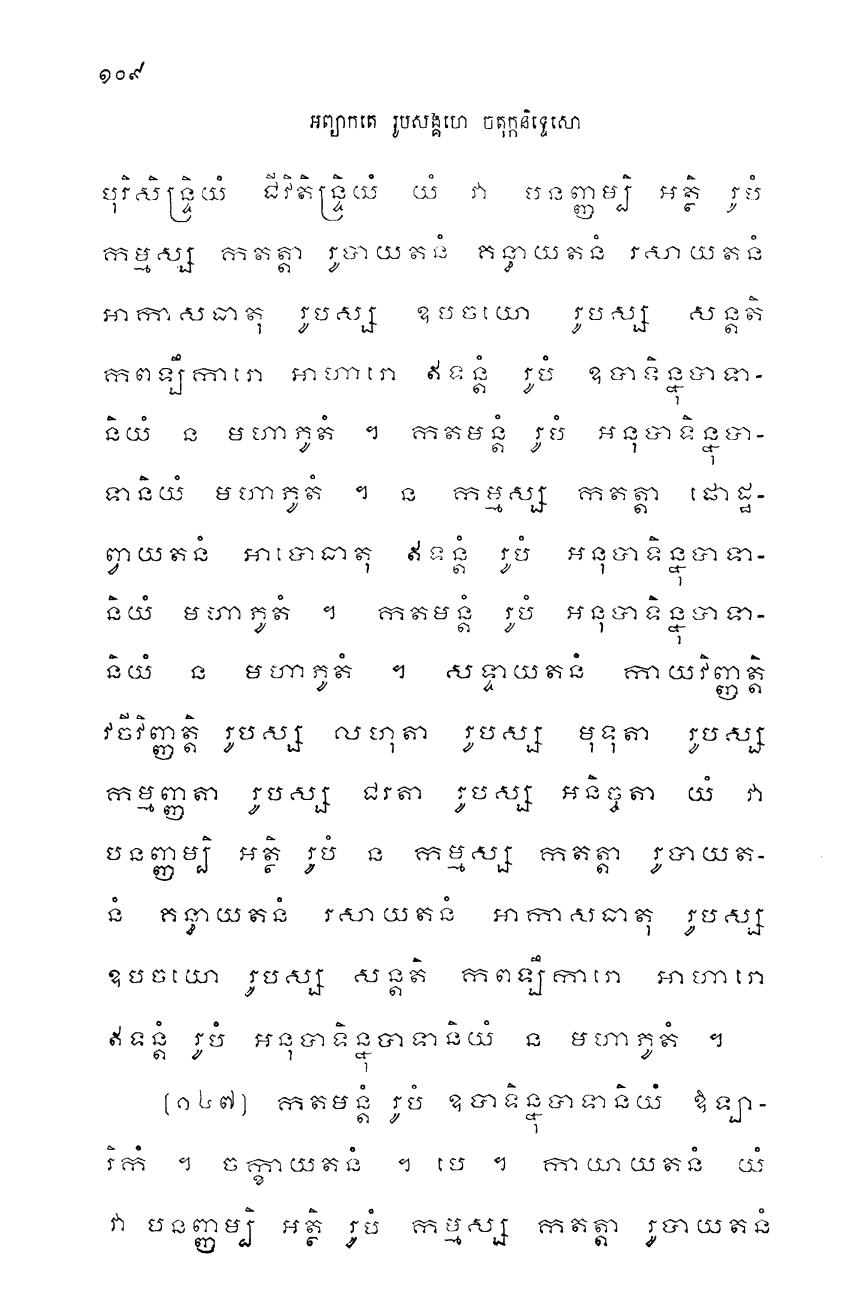 ១០៩
អព្យាកតេ រូបសង្គហេ ចតុក្កនិទ្ទេសោ
បុរិសិន្ទ្រិយំ ជីវិតិន្ទ្រិយំ យំ វា បនញ្ញម្បិ អត្ថិ រូបំ
កម្មស្ស កតត្តា រូបាយតនំ គន្ធាយតនំ រសាយតនំ
អាកាសធាតុ រូបស្ស ឧបចយោ រូបស្ស សន្តតិ
កពឡឹការោ អាហារោ ឥទន្តំ រូបំ ឧបាទិន្នុបាទា-
និយំ ន មហាភូតំ ។ កតមន្តំ រូបំ អនុបាទិន្នុបា-
ទានិយំ មហាភូតំ ។ ន កម្មស្ស កតត្តា ផោដ្ឋ-
ព្វាយតនំ អាបោធាតុ ឥទន្តំ រូបំ អនុបាទិន្នុបាទា-
និយំ មហាភូតំ ។ កតមន្តំ រូបំ អនុបាទិន្នុបាទា-
និយំ ន មហាភូតំ ។ សទ្ទាយតនំ កាយវិញ្ញត្តិ
វចីវិញ្ញត្តិ រូបស្ស លហុតា រូបស្ស មុទុតា រូបស្ស
កម្មញ្ញតា រូបស្ស ជរតា រូបស្ស អនិច្ចតា យំ វា
បនញ្ញម្បិ អត្ថិ រូបំ ន កម្មស្ស កតត្តា រូបាយត-
នំ គន្ធាយតនំ រសាយតនំ អាកាសធាតុ រូបស្ស
ឧបចយោ រូបស្ស សន្តតិ កពឡឹការោ អាហារោ
ឥទន្តំ រូបំ អនុបាទិន្នុបាទានិយំ ន មហាភូតំ ។
[១៤៧] កតមន្តំ រូបំ ឧបាទិន្នុបាទានិយំ ឱឡា-
រិកំ ។ ចក្ខាយតនំ ។ បេ ។ កាយាយតនំ យំ
វា បនញ្ញម្បិ អត្ថិ រូបំ កម្មស្ស កតត្តា រូបាយតនំ